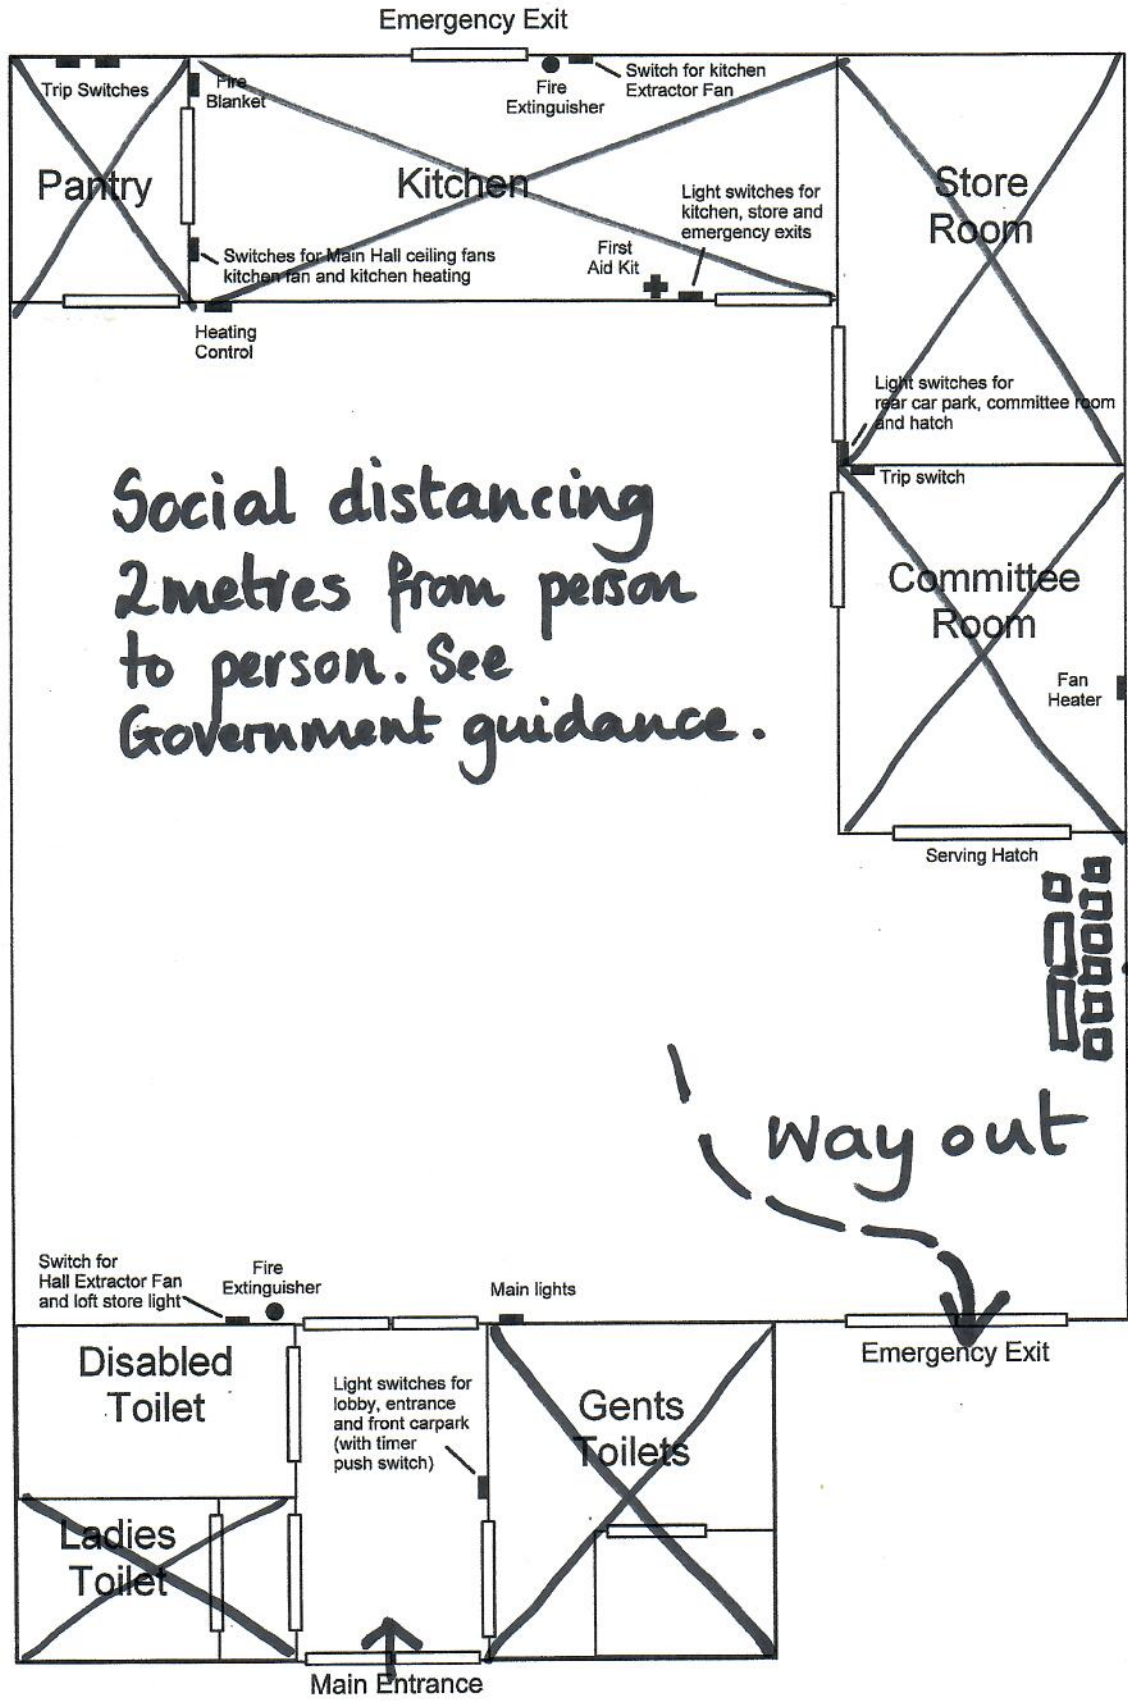 Emergency Exit
Trip Switches
Fire
Blanket
Fire
Extinguisher
Switch for kitchen
Extractor Fan
Pantry
Kitchen
Light switches for
kitchen, store and
emergency exits
Store
Room
Switches for Main Hall ceiling fans
kitchen fan and kitchen heating
First
Aid Kit
Heating
Control
Light switches for
rear car park, committee room
and hatch
Trip switch
Social distancing
2metres from person
to person. See
Government guidance.
Committee
Room
Fan
Heater
Serving Hatch
Way out
Switch for
Hall Extractor Fan
and loft store light
Fire
Extinguisher
Main lights
Emergency Exit
Disabled
Toilet
Light switches for
lobby, entrance
and front carpark
(with timer
push switch)
Gents
Toilets
Ladies
Toilet
Main Entrance